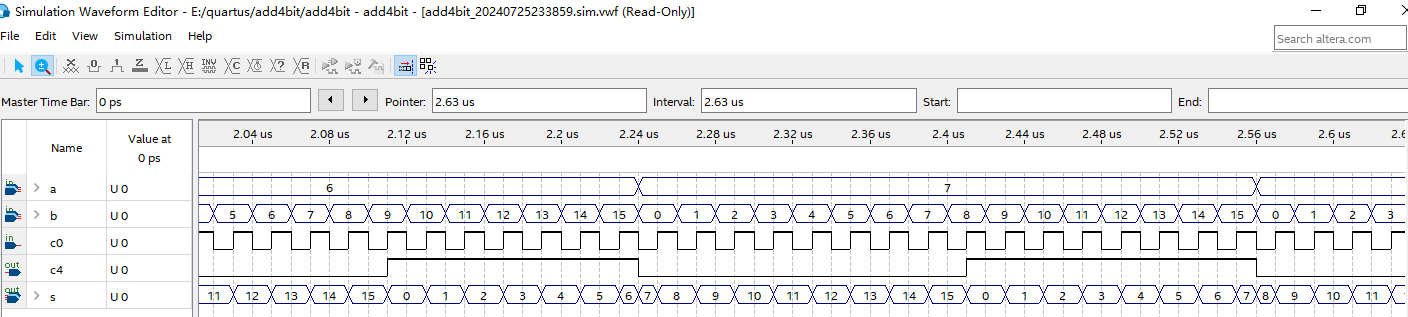 Simulation Waveform Editor - E:/quartus/add4bit/add4bit - add4bit - [add4bit_20240725233859.sim.vwf (Read-Only)]
File Edit View Simulation Help
Search altera.com
Master Time Bar: 0 ps Pointer: 2.63 us Interval: 2.63 us Start: End:
Name Value at 0 ps 2.04 us 2.08 us 2.12 us 2.16 us 2.2 us 2.24 us 2.28 us 2.32 us 2.36 us 2.4 us 2.44 us 2.48 us 2.52 us 2.56 us 2.6 us
in a U 0 6 7
in b U 0 5 6 7 8 9 10 11 12 13 14 15 0 1 2 3 4 5 6 7 8 9 10 11 12 13 14 15 0 1 2 3
in c0 U 0
out c4 U 0
out s U 0 11 12 13 14 15 0 1 2 3 4 5 6 7 8 9 10 11 12 13 14 15 0 1 2 3 4 5 6 7 8 9 10 11